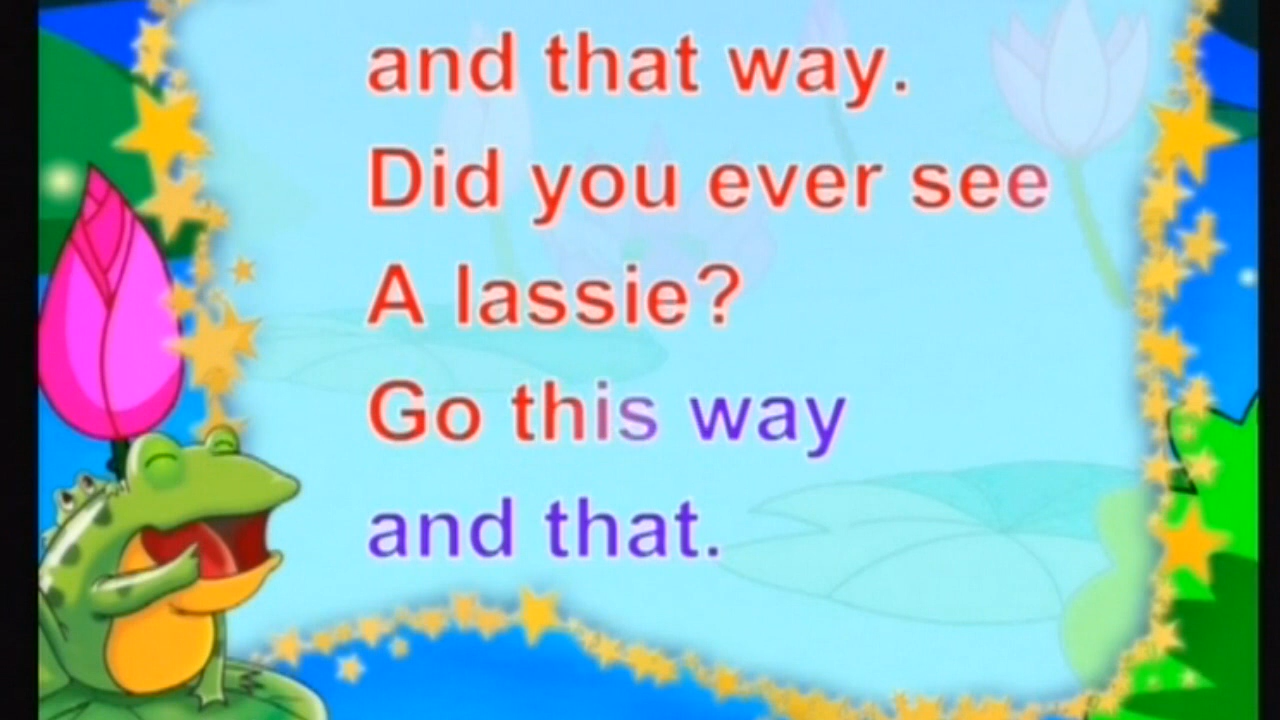 and that way.
Did you ever see
A lassie?
Go this way
and that.